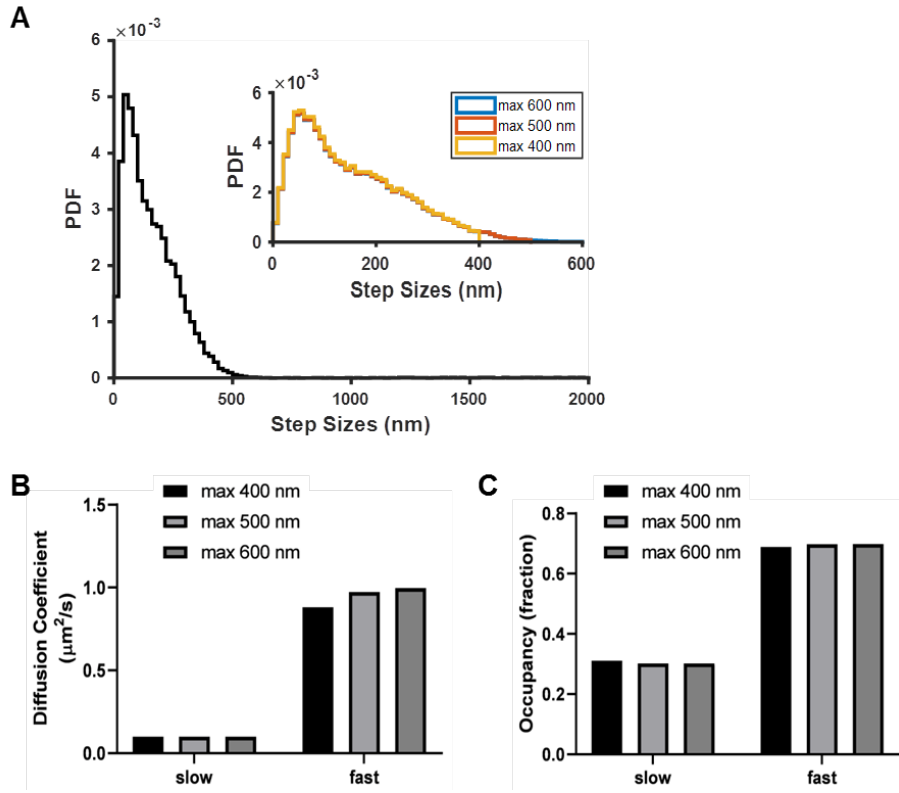 A
×10⁻³
6
5
4
3
2
1
0
PDF
0
500
1000
1500
2000
Step Sizes (nm)
×10⁻³
6
4
2
0
PDF
0
200
400
600
Step Sizes (nm)
max 600 nm
max 500 nm
max 400 nm
B
max 400 nm
max 500 nm
max 600 nm
1.5
1.0
0.5
0.0
Diffusion Coefficient
(μm²/s)
slow
fast
C
max 400 nm
max 500 nm
max 600 nm
0.8
0.6
0.4
0.2
0.0
Occupancy (fraction)
slow
fast